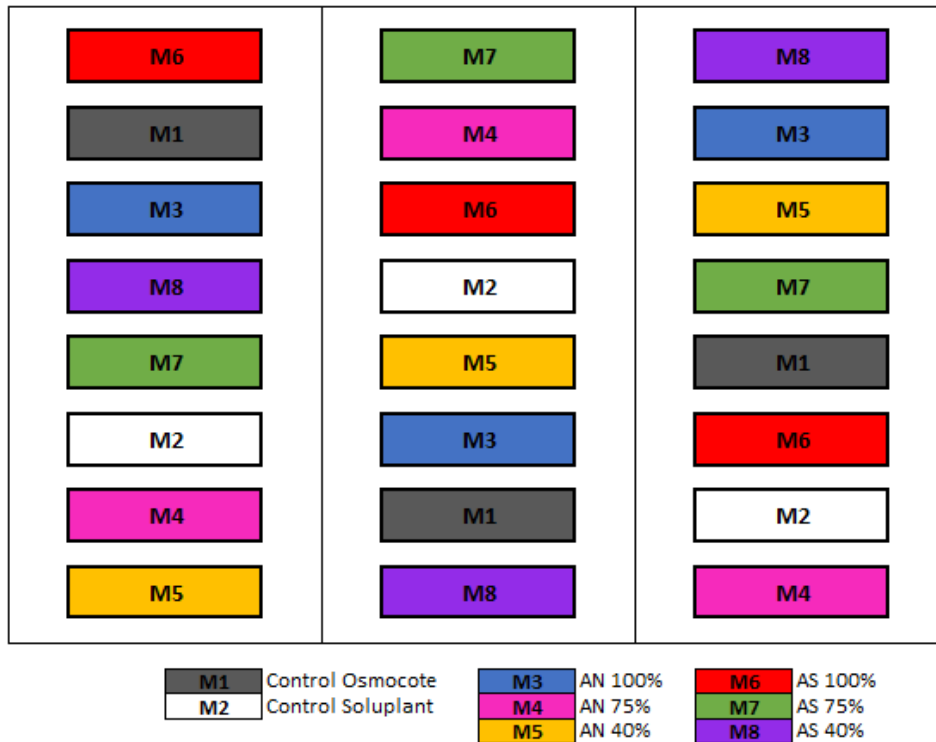 M6 M7 M8
M1 M4 M3
M3 M6 M5
M8 M2 M7
M7 M5 M1
M2 M3 M6
M4 M1 M2
M5 M8 M4
M1 Control Osmocote M3 AN 100% M6 AS 100%
M2 Control Soluplant M4 AN 75% M7 AS 75%
M5 AN 40% M8 AS 40%